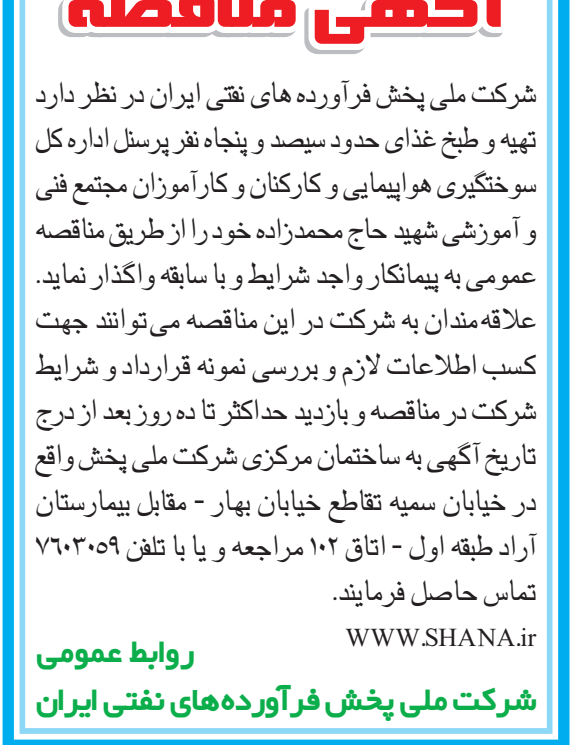 آگهی مناقصه
شرکت ملی پخش فرآورده های نفتی ایران در نظر دارد
تهیه و طبخ غذای حدود سیصد و پنجاه نفر پرسنل اداره کل
سوختگیری هواپیمایی و کارکنان و کارآموزان مجتمع فنی
و آموزشی شهید حاج محمدزاده خود را از طریق مناقصه
عمومی به پیمانکار واجد شرایط و با سابقه واگذار نماید.
علاقه‌مندان به شرکت در این مناقصه می‌توانند جهت
کسب اطلاعات لازم و بررسی نمونه قرارداد و شرایط
شرکت در مناقصه و بازدید حداکثر تا ده روز بعد از درج
تاریخ آگهی به ساختمان مرکزی شرکت ملی پخش واقع
در خیابان سمیه تقاطع خیابان بهار - مقابل بیمارستان
آراد طبقه اول - اتاق ۱۰۲ مراجعه و یا با تلفن ۷۶۰۳۰۵۹
تماس حاصل فرمایند.
WWW.SHANA.ir
روابط عمومی
شرکت ملی پخش فرآورده‌های نفتی ایران